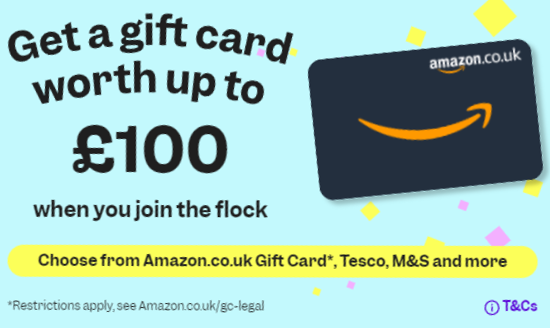 Get a gift card
worth up to
£100
when you join the flock
amazon.co.uk
Choose from Amazon.co.uk Gift Card*, Tesco, M&S and more
*Restrictions apply, see Amazon.co.uk/gc-legal
T&Cs